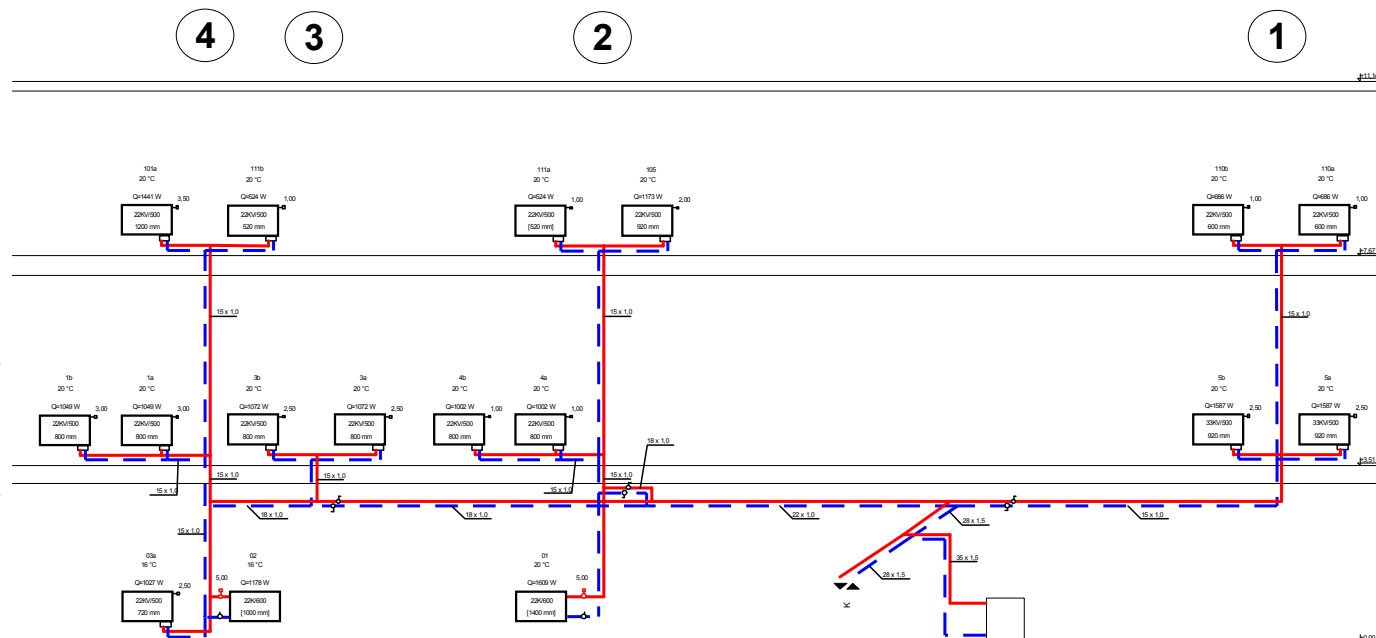 4
3
2
1
+11,14
101a
20 °C
Q=1441 W
3,50
22KV/500
1200 mm
111b
20 °C
Q=524 W
1,00
22KV/500
520 mm
111a
20 °C
Q=524 W
1,00
22KV/500
[520 mm]
105
20 °C
Q=1173 W
2,00
22KV/500
920 mm
110b
20 °C
Q=686 W
1,00
22KV/500
600 mm
110a
20 °C
Q=686 W
1,00
22KV/500
600 mm
+7,67
15 x 1,0
15 x 1,0
15 x 1,0
1b
20 °C
Q=1049 W
3,00
22KV/500
800 mm
1a
20 °C
Q=1049 W
3,00
22KV/500
800 mm
3b
20 °C
Q=1072 W
2,50
22KV/500
800 mm
3a
20 °C
Q=1072 W
2,50
22KV/500
800 mm
4b
20 °C
Q=1002 W
1,00
22KV/500
800 mm
4a
20 °C
Q=1002 W
1,00
22KV/500
800 mm
5b
20 °C
Q=1587 W
2,50
33KV/500
920 mm
5a
20 °C
Q=1587 W
2,50
33KV/500
920 mm
18 x 1,0
+3,51
15 x 1,0
15 x 1,0
15 x 1,0
15 x 1,0
15 x 1,0
18 x 1,0
18 x 1,0
22 x 1,0
28 x 1,5
15 x 1,0
15 x 1,0
35 x 1,5
28 x 1,5
K
03a
16 °C
Q=1027 W
2,50
22KV/500
720 mm
02
16 °C
5,00
Q=1178 W
22K/600
[1000 mm]
01
20 °C
Q=1609 W
5,00
22K/600
[1400 mm]